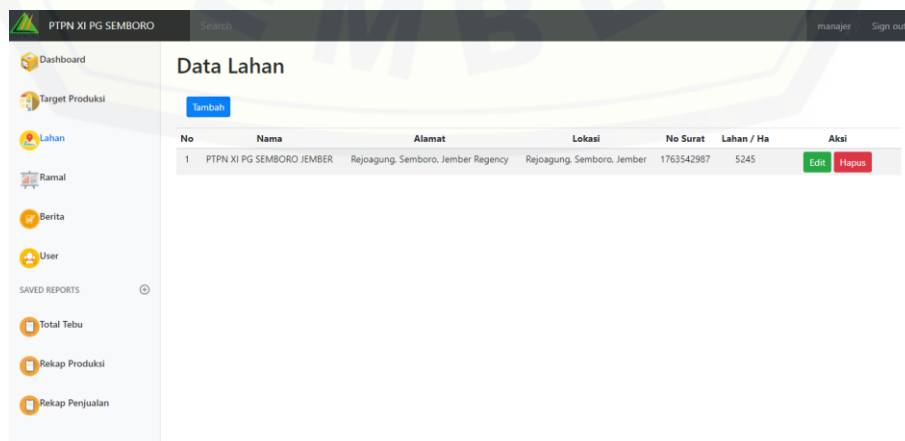 PTPN XI PG SEMBORO Search manajer Sign out
Dashboard
Target Produksi
Lahan
Ramal
Berita
User
SAVED REPORTS
Total Tebu
Rekap Produksi
Rekap Penjualan
Data Lahan
Tambah
No Nama Alamat Lokasi No Surat Lahan / Ha Aksi
1 PTPN XI PG SEMBORO JEMBER Rejoagung, Semboro, Jember Regency Rejoagung, Semboro, Jember 1763542987 5245 Edit Hapus